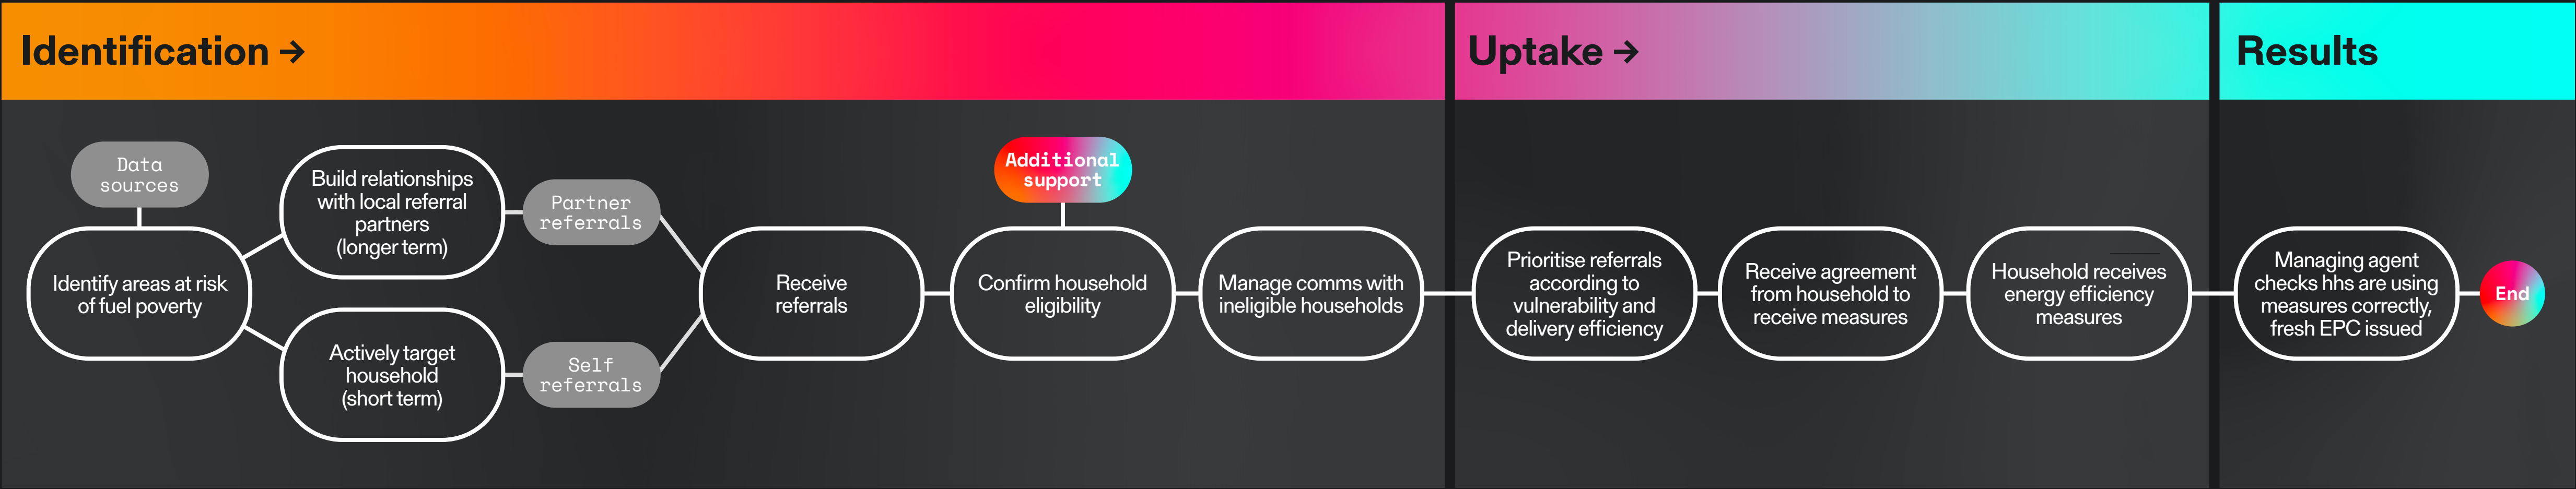 Identification →
Uptake →
Results
Data
sources
Identify areas at risk
of fuel poverty
Build relationships
with local referral
partners
(longer term)
Partner
referrals
Actively target
household
(short term)
Self
referrals
Receive
referrals
Additional
support
Confirm household
eligibility
Manage comms with
ineligible households
Prioritise referrals
according to
vulnerability and
delivery efficiency
Receive agreement
from household to
receive measures
Household receives
energy efficiency
measures
Managing agent
checks hhs are using
measures correctly,
fresh EPC issued
End